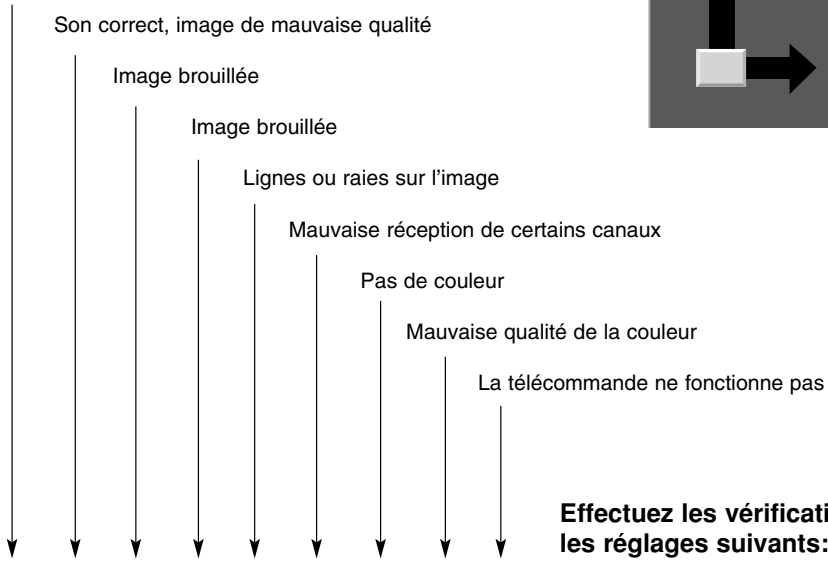 Son correct, image de mauvaise qualité
Image brouillée
Image brouillée
Lignes ou raies sur l'image
Mauvaise réception de certains canaux
Pas de couleur
Mauvaise qualité de la couleur
La télécommande ne fonctionne pas
Effectuez les vérificati
les réglages suivants: